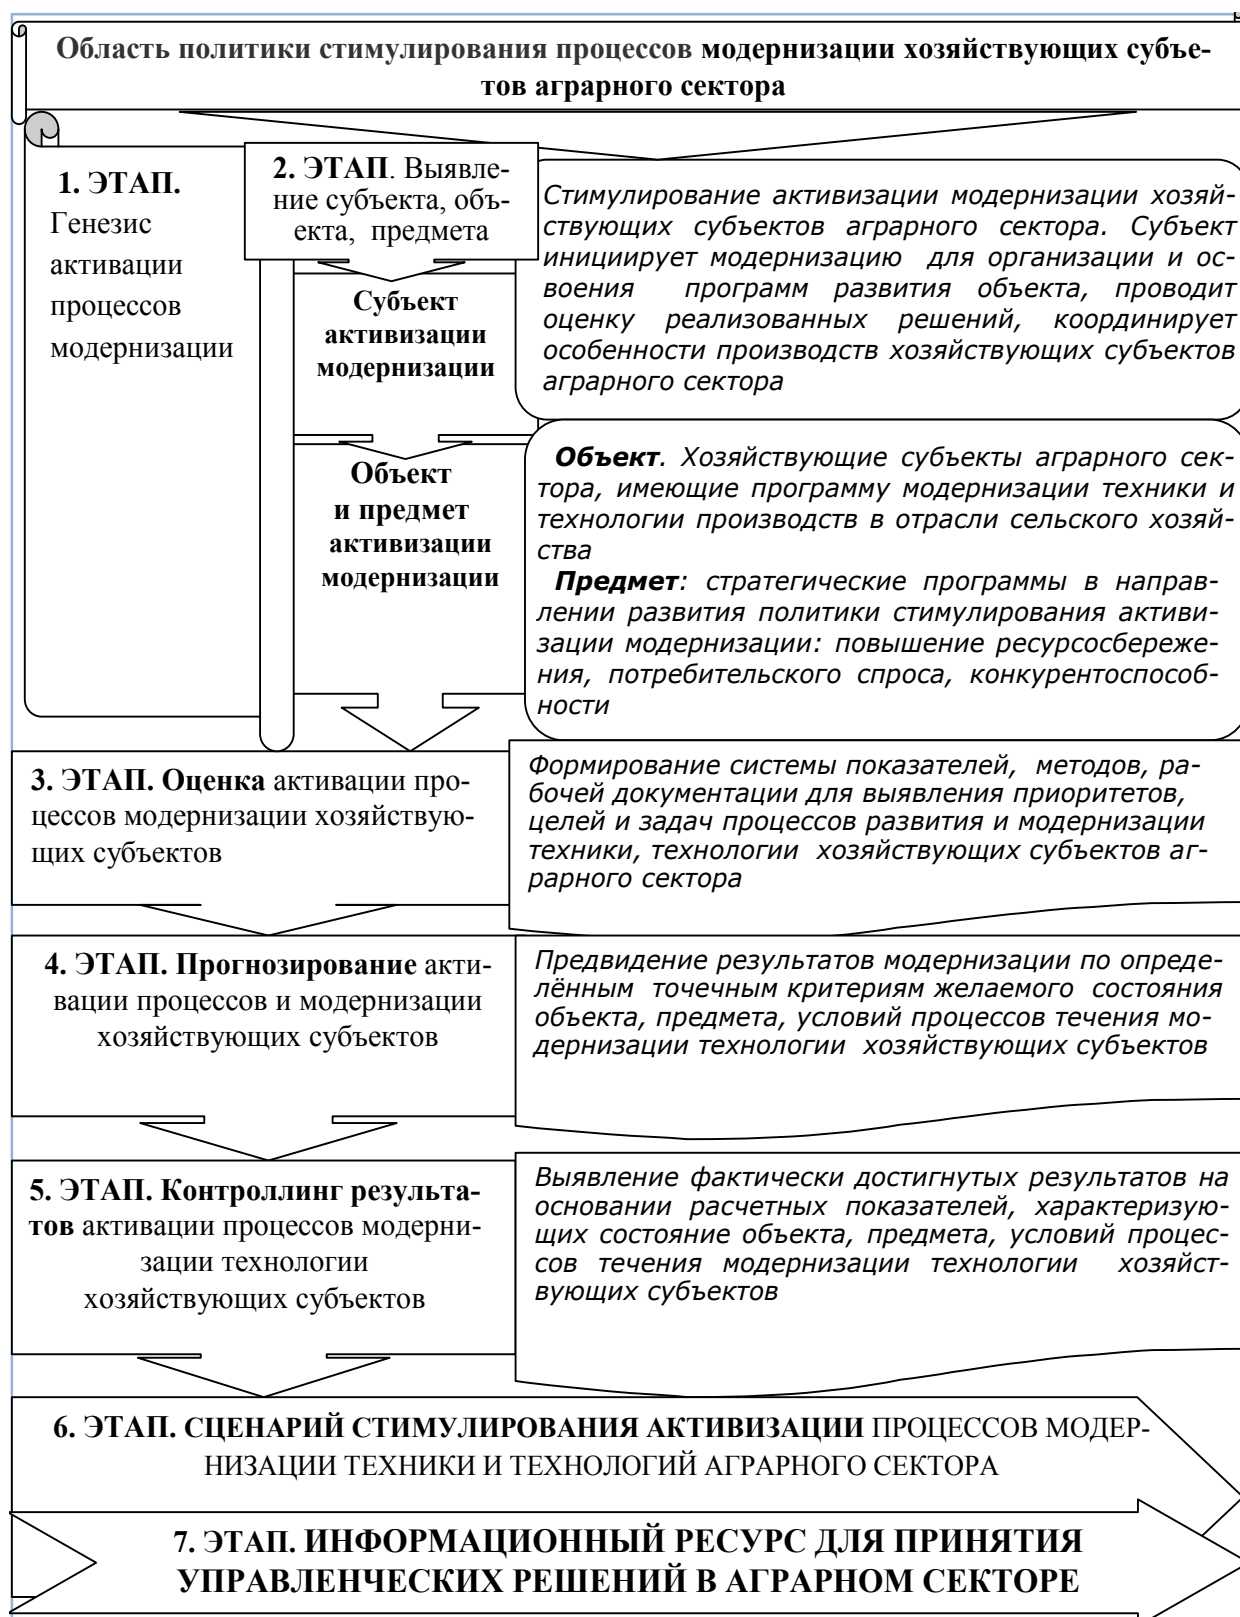 Область политики стимулирования процессов модернизации хозяйствующих субъе-
тов аграрного сектора
1. ЭТАП.
Генезис
активации
процессов
модернизации
2. ЭТАП. Выявле-
ние субъекта, объ-
екта, предмета
Субъект
активизации
модернизации
Стимулирование активизации модернизации хозяй-
ствующих субъектов аграрного сектора. Субъект
инициирует модернизацию для организации и ос-
воения программ развития объекта, проводит
оценку реализованных решений, координирует
особенности производств хозяйствующих субъектов
аграрного сектора
Объект
и предмет
активизации
модернизации
Объект. Хозяйствующие субъекты аграрного сек-
тора, имеющие программу модернизации техники и
технологии производств в отрасли сельского хозяй-
ства
Предмет: стратегические программы в направ-
лении развития политики стимулирования активи-
зации модернизации: повышение ресурсосбереже-
ния, потребительского спроса, конкурентоспособ-
ности
3. ЭТАП. Оценка активации про-
цессов модернизации хозяйствую-
щих субъектов
Формирование системы показателей, методов, ра-
бочей документации для выявления приоритетов,
целей и задач процессов развития и модернизации
техники, технологии хозяйствующих субъектов аг-
рарного сектора
4. ЭТАП. Прогнозирование акти-
вации процессов и модернизации
хозяйствующих субъектов
Предвидение результатов модернизации по опреде-
лённым точечным критериям желаемого состояния
объекта, предмета, условий процессов течения мо-
дернизации технологии хозяйствующих субъектов
5. ЭТАП. Контроллинг результа-
тов активации процессов модерни-
зации технологии
хозяйствующих субъектов
Выявление фактически достигнутых результатов на
основании расчетных показателей, характеризую-
щих состояние объекта, предмета, условий процес-
сов течения модернизации технологии хозяйст-
вующих субъектов
6. ЭТАП. СЦЕНАРИЙ СТИМУЛИРОВАНИЯ АКТИВИЗАЦИИ ПРОЦЕССОВ МОДЕР-
НИЗАЦИИ ТЕХНИКИ И ТЕХНОЛОГИЙ АГРАРНОГО СЕКТОРА
7. ЭТАП. ИНФОРМАЦИОННЫЙ РЕСУРС ДЛЯ ПРИНЯТИЯ
УПРАВЛЕНЧЕСКИХ РЕШЕНИЙ В АГРАРНОМ СЕКТОРЕ